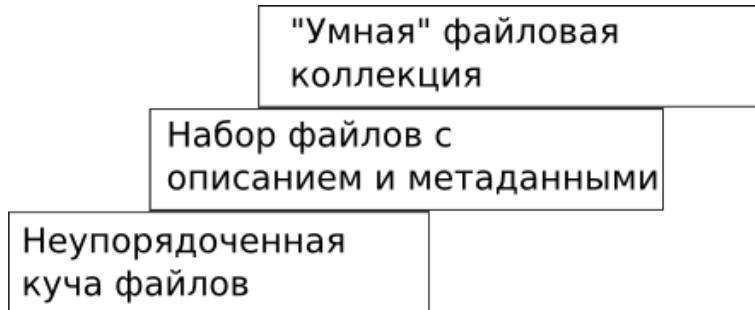 "Умная" файловая
коллекция
Набор файлов с
описанием и метаданными
Неупорядоченная
куча файлов